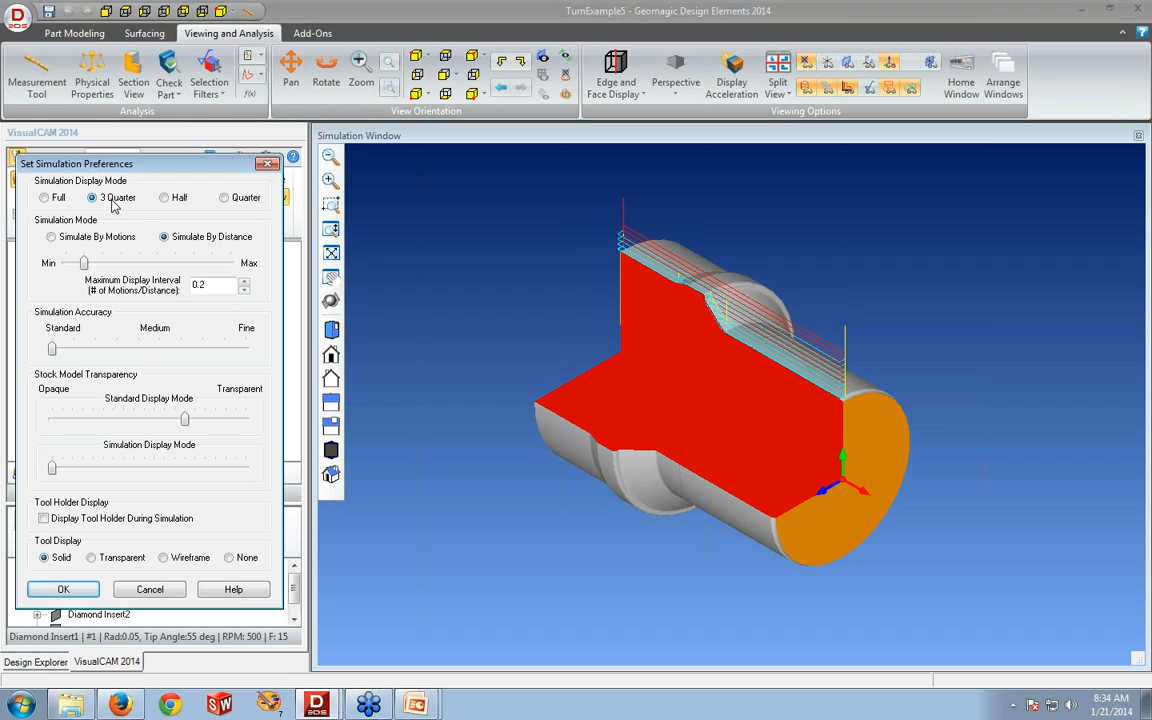 TurnExample5 - Geomagic Design Elements 2014
Part Modeling Surfacing Viewing and Analysis Add-Ons
Measurement Tool
Physical Properties
Section View
Check Part
Selection Filters
f(x)
Pan
Rotate
Zoom
Edge and Face Display
Perspective
Display Acceleration
Split View
Home Window
Arrange Windows
Analysis View Orientation Viewing Options
VisualCAM 2014
Simulation Window
Set Simulation Preferences
Simulation Display Mode
Full 3 Quarter Half Quarter
Simulation Mode
Simulate By Motions Simulate By Distance
Min Max
Maximum Display Interval
(# of Motions/Distance):
0.2
Simulation Accuracy
Standard Medium Fine
Stock Model Transparency
Opaque Transparent
Standard Display Mode
Simulation Display Mode
Tool Holder Display
Display Tool Holder During Simulation
Tool Display
Solid Transparent Wireframe None
OK Cancel Help
Diamond Insert2
Diamond Insert1 | #1 | Rad:0.05, Tip Angle:55 deg | RPM: 500 | F: 15
Design Explorer VisualCAM 2014
8:34 AM
1/21/2014